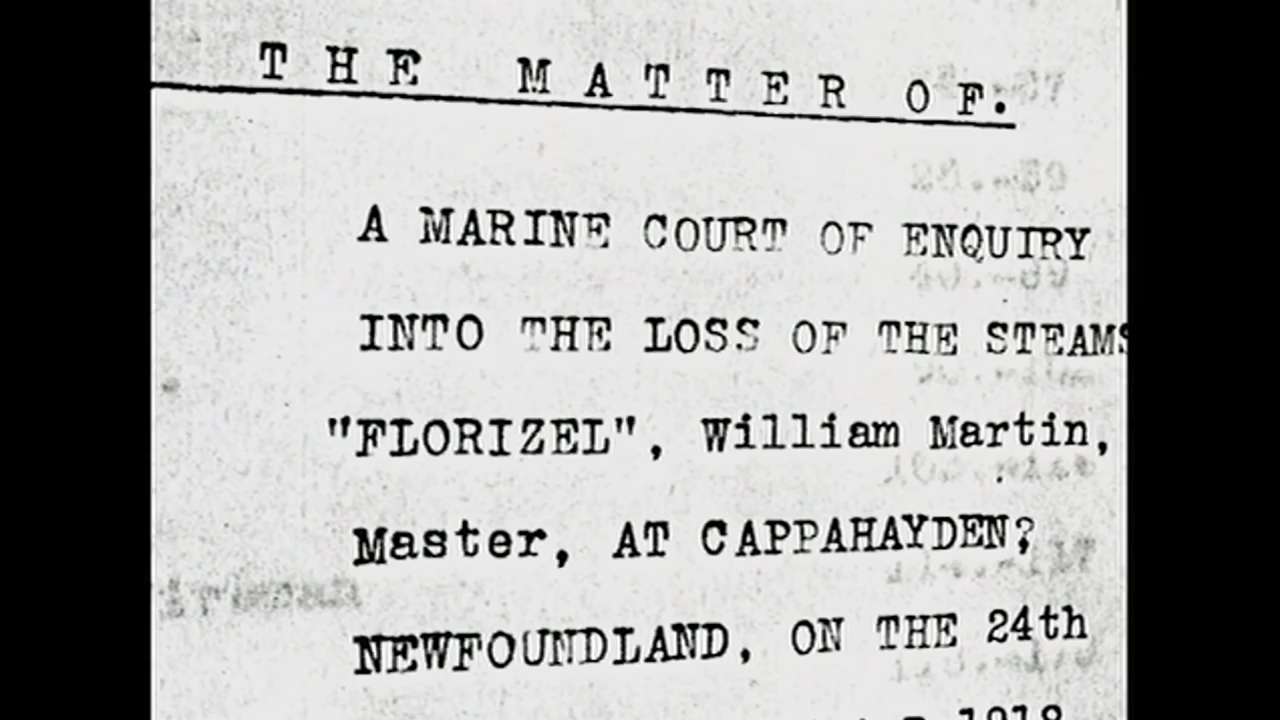 THE MATTER OF.
A MARINE COURT OF ENQUIRY
INTO THE LOSS OF THE STEAMS
"FLORIZEL", William Martin,
Master, AT CAPPAHAYDEN?
NEWFOUNDLAND, ON THE 24th
1918